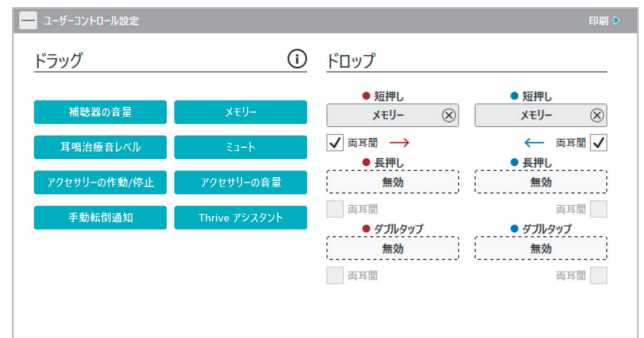 ユーザーコントロール設定
印刷
ドラッグ
補聴器の音量
メモリー
耳鳴治療音レベル
ミュート
アクセサリーの作動/停止
アクセサリーの音量
手動転倒通知
Thrive アシスタント
ドロップ
短押し
短押し
メモリー
メモリー
両耳間
両耳間
長押し
長押し
無効
無効
両耳間
両耳間
ダブルタップ
ダブルタップ
無効
無効
両耳間
両耳間